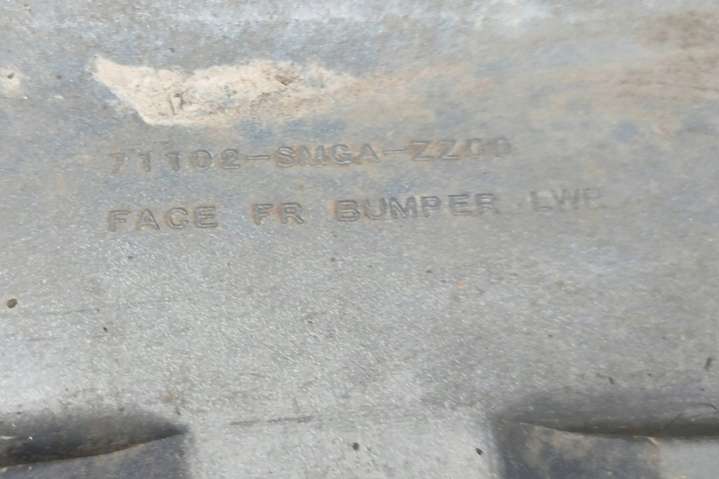 71102-SMGA-ZZ00
FACE FR BUMPER LWR